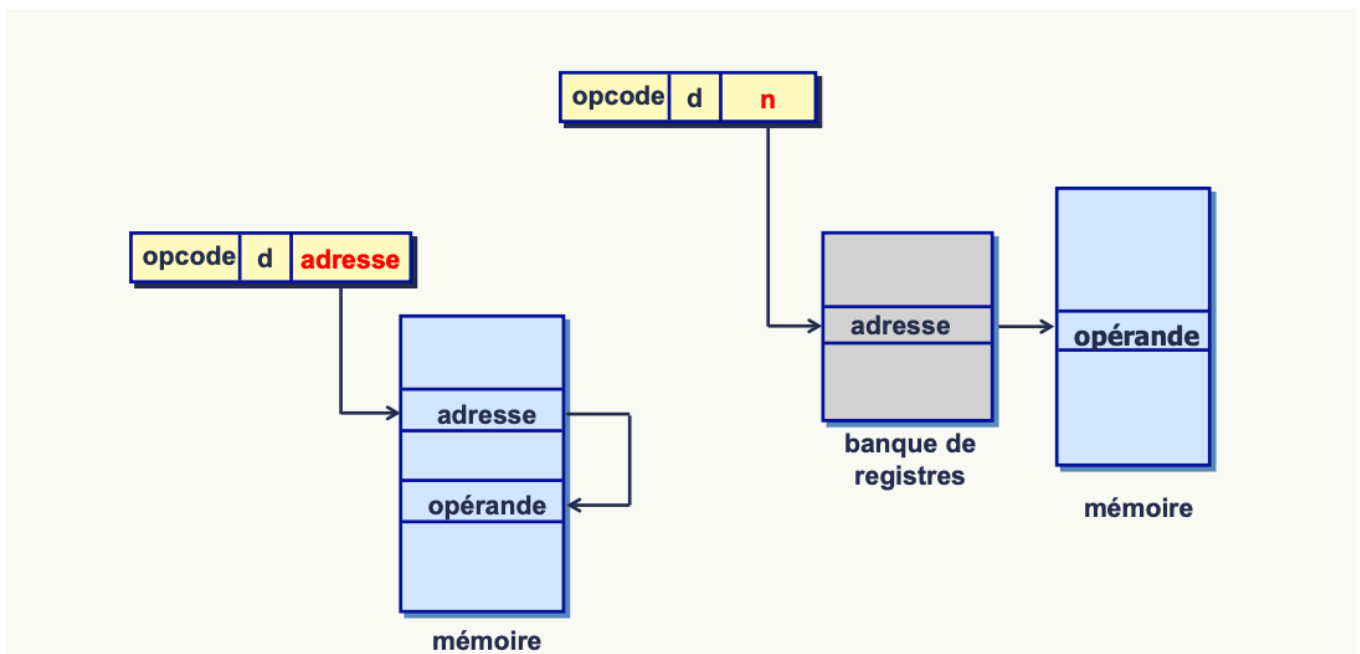 opcode d n
opcode d adresse
adresse
opérande
mémoire
adresse
banque de
registres
opérande
mémoire